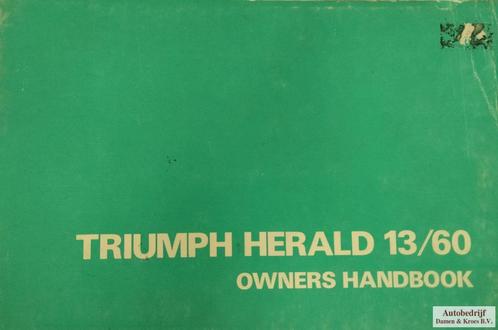 TRIUMPH HERALD 13/60
OWNERS HANDBOOK
Autobedrijf
Damen & Kroes B.V.